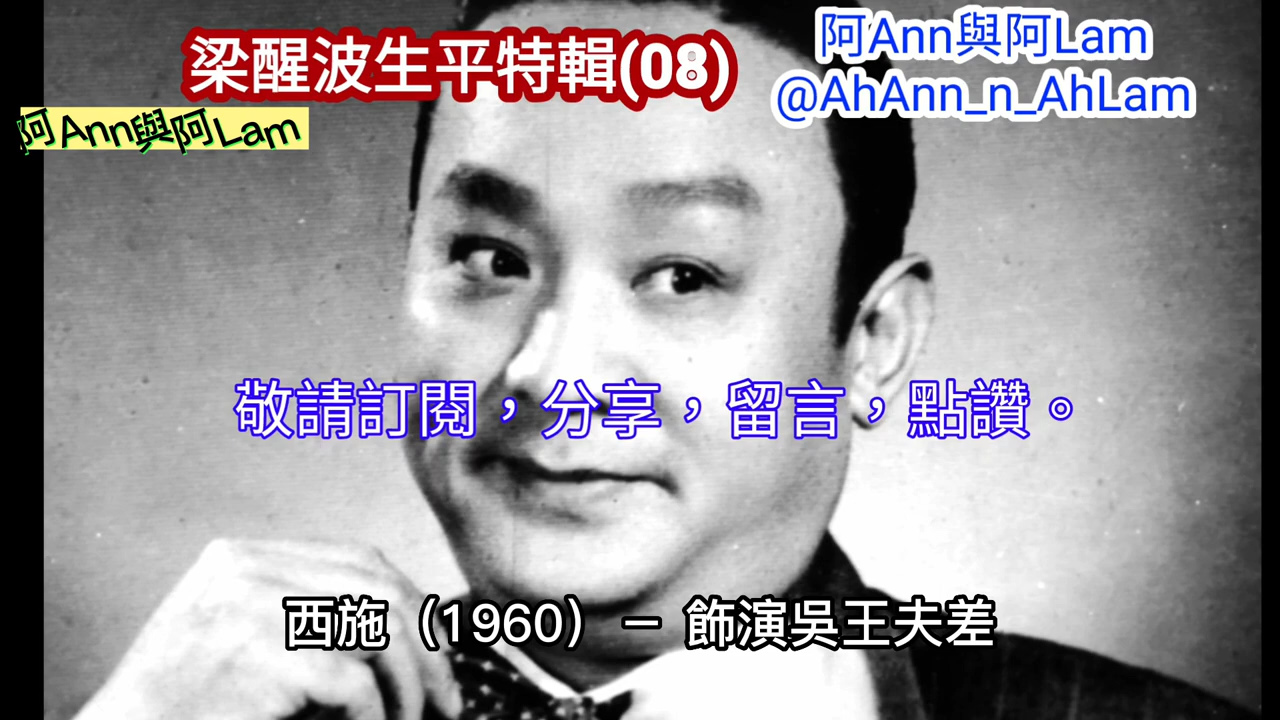 梁醒波生平特輯(08)
阿Ann與阿Lam
@AhAnn_n_AhLam
阿Ann與阿Lam
敬請訂閱，分享，留言，點讚。
西施（1960） – 飾演吳王夫差